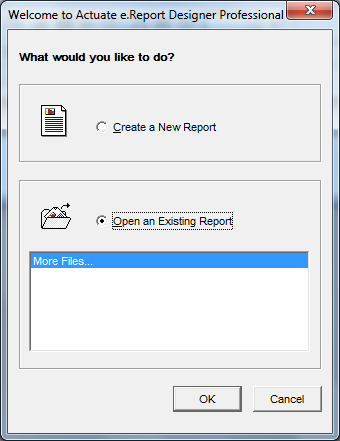 Welcome to Actuate e.Report Designer Professional
What would you like to do?
Create a New Report
Open an Existing Report
More Files...
OK
Cancel